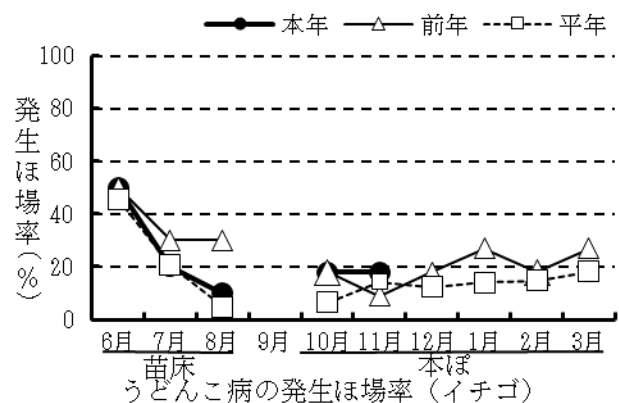 本年 前年 平年
発生ほ場率(%)
100
80
60
40
20
0
6月 7月 8月 9月 10月 11月 12月 1月 2月 3月
苗床 本ぽ
うどんこ病の発生ほ場率（イチゴ）